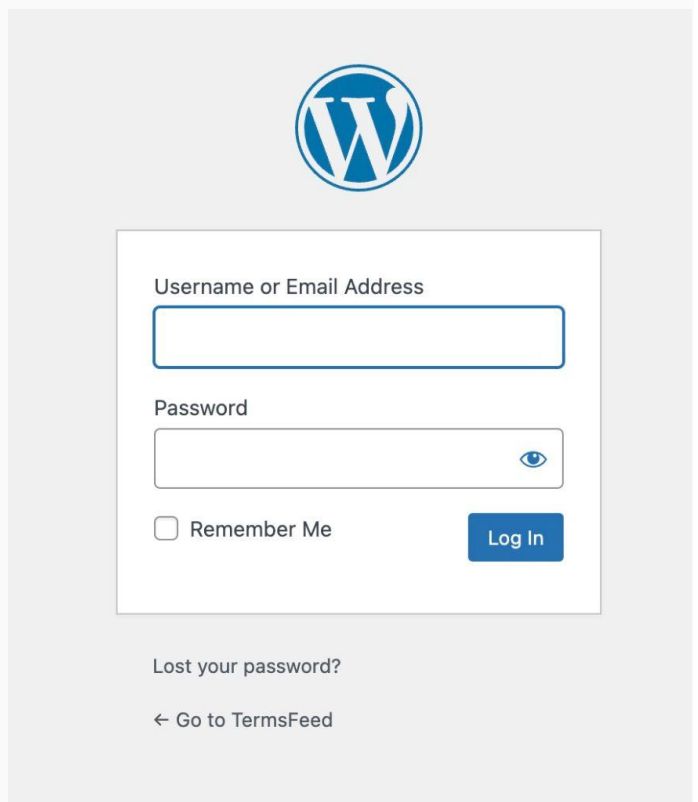 Username or Email Address
Password
Remember Me
Log In
Lost your password?
← Go to TermsFeed